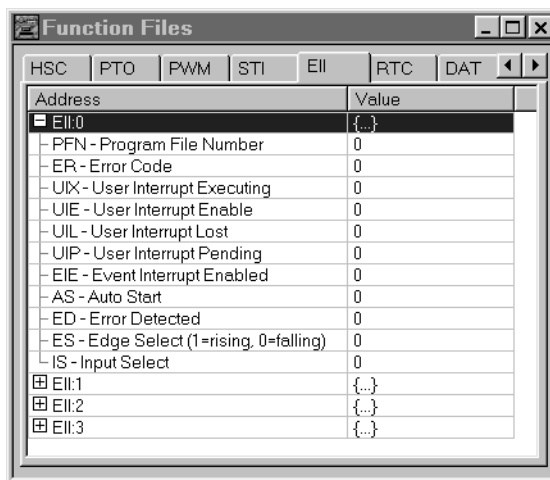 Function Files
HSC PTO PWM STI EII RTC DAT
Address Value
EII:0 {...}
PFN - Program File Number 0
ER - Error Code 0
UIX - User Interrupt Executing 0
UIE - User Interrupt Enable 0
UIL - User Interrupt Lost 0
UIP - User Interrupt Pending 0
EIE - Event Interrupt Enabled 0
AS - Auto Start 0
ED - Error Detected 0
ES - Edge Select (1=rising, 0=falling) 0
IS - Input Select 0
EII:1 {...}
EII:2 {...}
EII:3 {...}